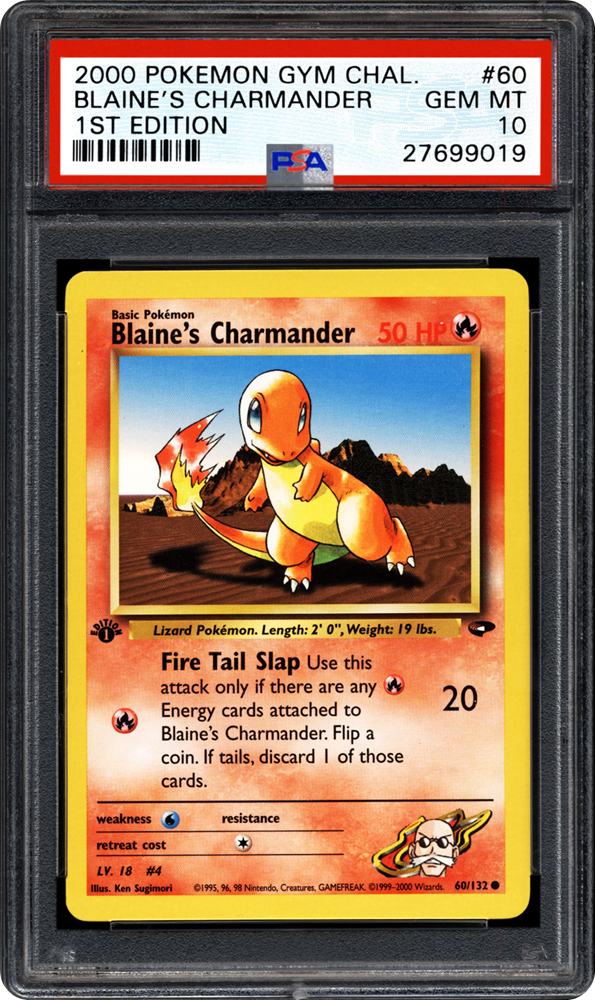 2000 POKEMON GYM CHAL. #60
BLAINE'S CHARMANDER GEM MT
1ST EDITION 10
PSA 27699019
Basic Pokémon
Blaine's Charmander 50 HP
EDITION 1
Lizard Pokémon. Length: 2' 0", Weight: 19 lbs.
Fire Tail Slap Use this
attack only if there are any
Energy cards attached to
Blaine's Charmander. Flip a
coin. If tails, discard 1 of those
cards.
20
weakness resistance
retreat cost
LV. 18 #4
Illus. Ken Sugimori ©1995, 96, 98 Nintendo, Creatures, GAMEFREAK. ©1999-2000 Wizards. 60/132